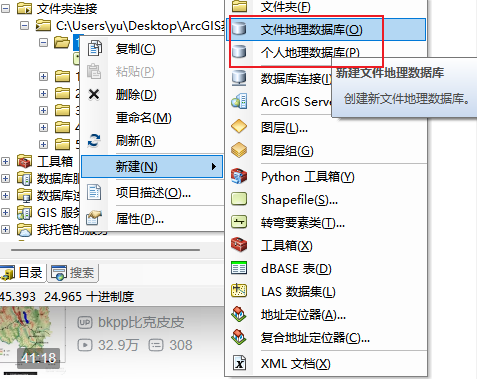 文件夹连接
C:\Users\yu\Desktop\ArcGIS
复制(C)
粘贴(P)
删除(D)
重命名(M)
刷新(R)
新建(N)
项目描述(O)...
属性(P)...
工具箱
数据库
数据库连
GIS 服务
我托管的服务
文件夹(F)
文件地理数据库(O)
个人地理数据库(P)
数据库连接(
ArcGIS Serve
图层(L)...
图层组(G)
Python 工具箱(Y)
Shapefile(S)...
转弯要素类(T)...
工具箱(X)
dBASE 表(D)
LAS 数据集(L)
地址定位器(A)...
复合地址定位器(C)...
XML 文档(X)
新建文件地理数据库
创建新文件地理数据库。
目录
搜索
45.393 24.965 十进制度
UP bkpp比克皮皮
32.9万
308
41:18